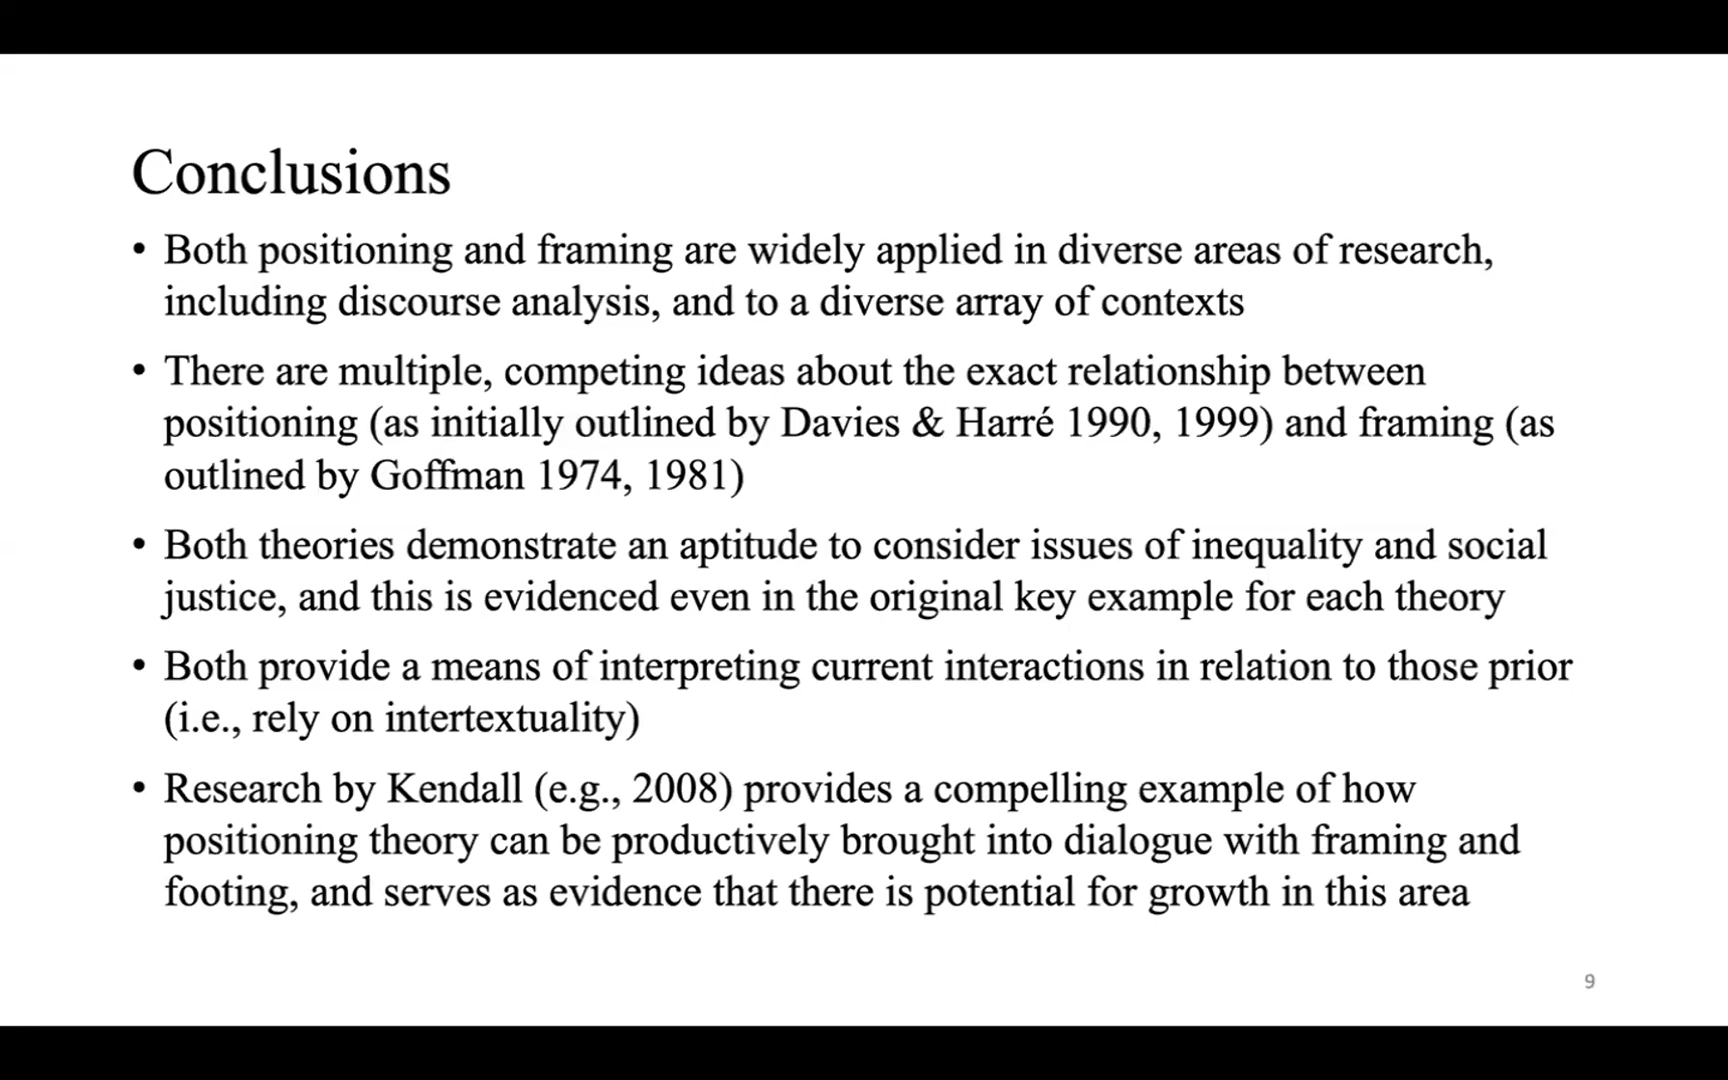 Conclusions
• Both positioning and framing are widely applied in diverse areas of research,
including discourse analysis, and to a diverse array of contexts
• There are multiple, competing ideas about the exact relationship between
positioning (as initially outlined by Davies & Harré 1990, 1999) and framing (as
outlined by Goffman 1974, 1981)
• Both theories demonstrate an aptitude to consider issues of inequality and social
justice, and this is evidenced even in the original key example for each theory
• Both provide a means of interpreting current interactions in relation to those prior
(i.e., rely on intertextuality)
• Research by Kendall (e.g., 2008) provides a compelling example of how
positioning theory can be productively brought into dialogue with framing and
footing, and serves as evidence that there is potential for growth in this area
9